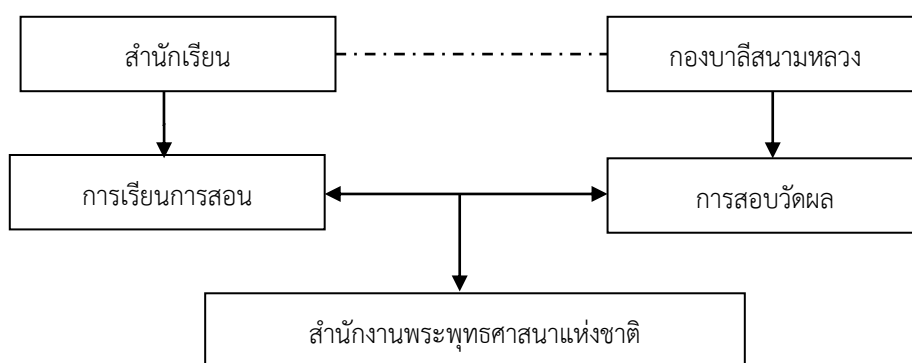 สำนักเรียน
กองบาลีสนามหลวง
การเรียนการสอน
การสอบวัดผล
สำนักงานพระพุทธศาสนาแห่งชาติ